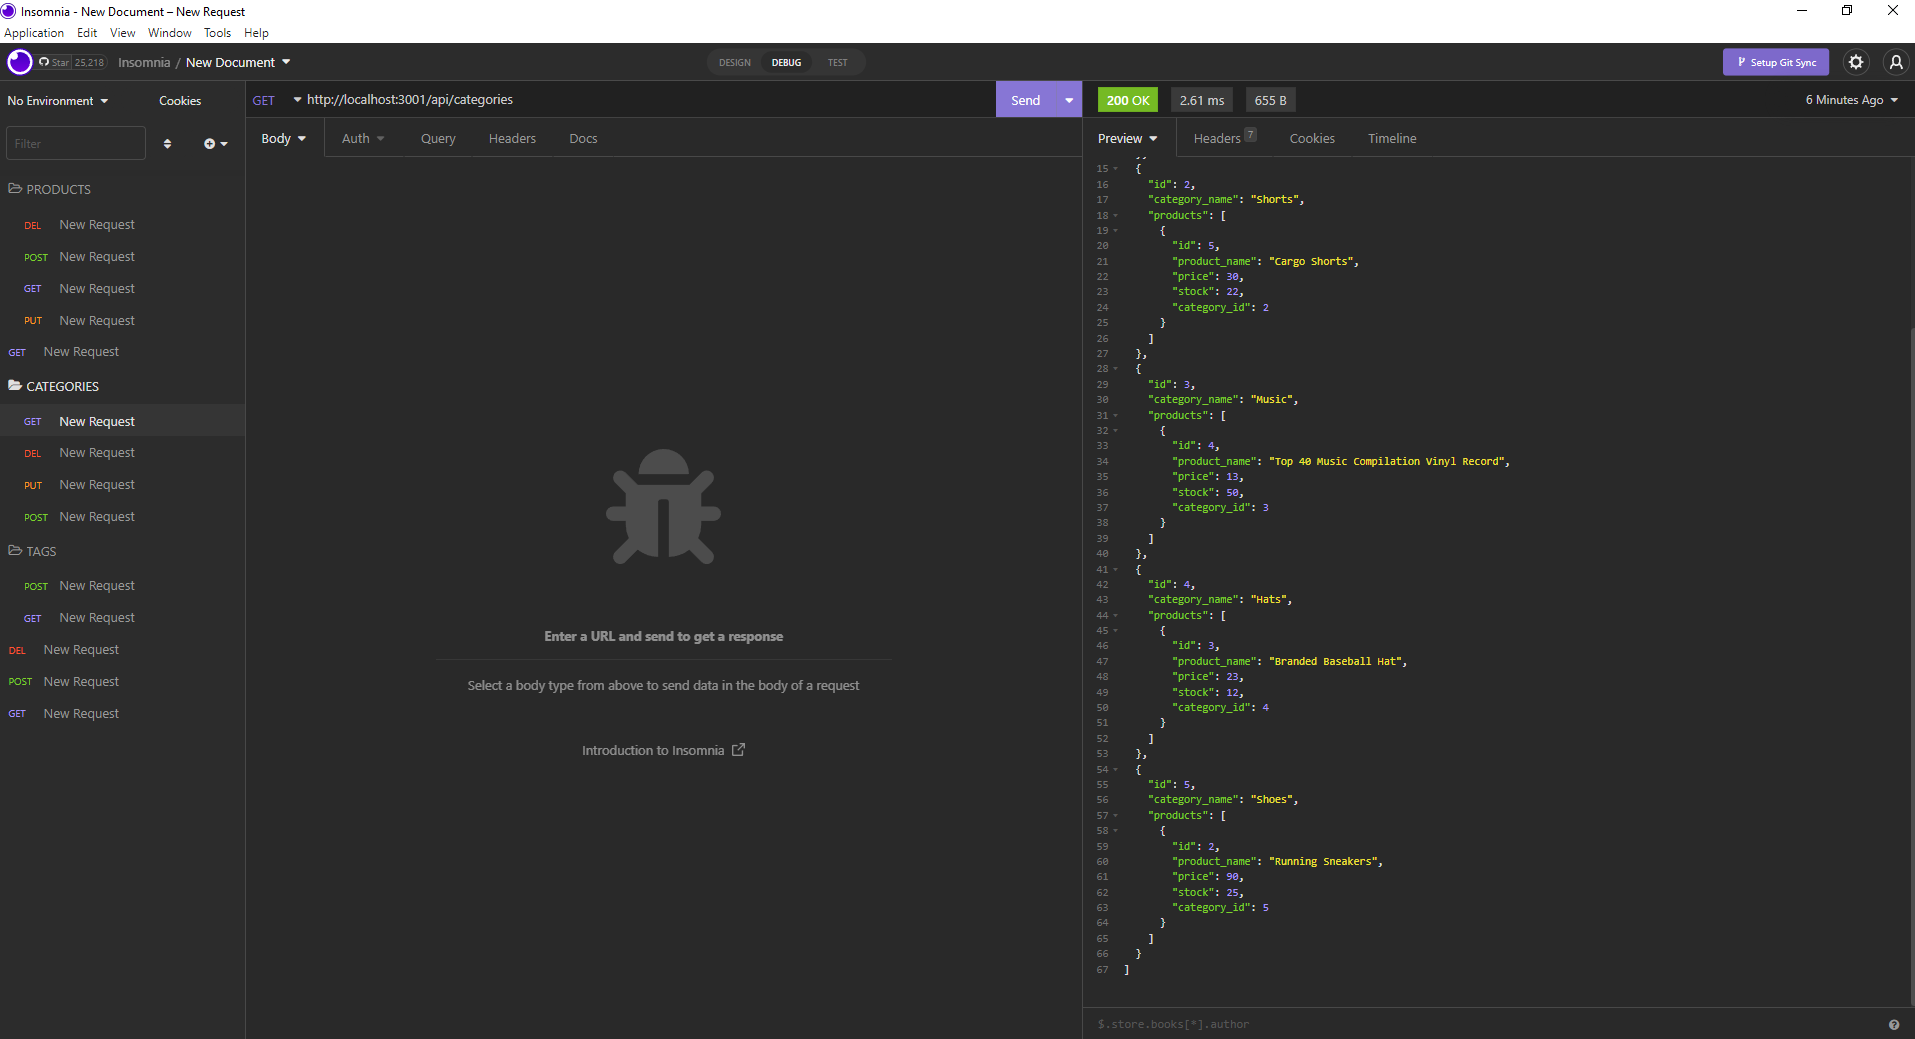 Insomnia - New Document – New Request
Application Edit View Window Tools Help
Star 25,218 Insomnia / New Document DESIGN DEBUG TEST Setup Git Sync
No Environment Cookies
Filter
PRODUCTS
DEL New Request
POST New Request
GET New Request
PUT New Request
GET New Request
CATEGORIES
GET New Request
DEL New Request
PUT New Request
POST New Request
TAGS
POST New Request
GET New Request
DEL New Request
POST New Request
GET New Request
GET http://localhost:3001/api/categories Send
Body Auth Query Headers Docs
Enter a URL and send to get a response
Select a body type from above to send data in the body of a request
Introduction to Insomnia
200 OK 2.61 ms 655 B 6 Minutes Ago
Preview Headers 7 Cookies Timeline
},
15 {
16 "id": 2,
17 "category_name": "Shorts",
18 "products": [
19 {
20 "id": 5,
21 "product_name": "Cargo Shorts",
22 "price": 30,
23 "stock": 22,
24 "category_id": 2
25 }
26 ]
27 },
28 {
29 "id": 3,
30 "category_name": "Music",
31 "products": [
32 {
33 "id": 4,
34 "product_name": "Top 40 Music Compilation Vinyl Record",
35 "price": 13,
36 "stock": 50,
37 "category_id": 3
38 }
39 ]
40 },
41 {
42 "id": 4,
43 "category_name": "Hats",
44 "products": [
45 {
46 "id": 3,
47 "product_name": "Branded Baseball Hat",
48 "price": 23,
49 "stock": 12,
50 "category_id": 4
51 }
52 ]
53 },
54 {
55 "id": 5,
56 "category_name": "Shoes",
57 "products": [
58 {
59 "id": 2,
60 "product_name": "Running Sneakers",
61 "price": 90,
62 "stock": 25,
63 "category_id": 5
64 }
65 ]
66 }
67 ]
$.store.books[*].author